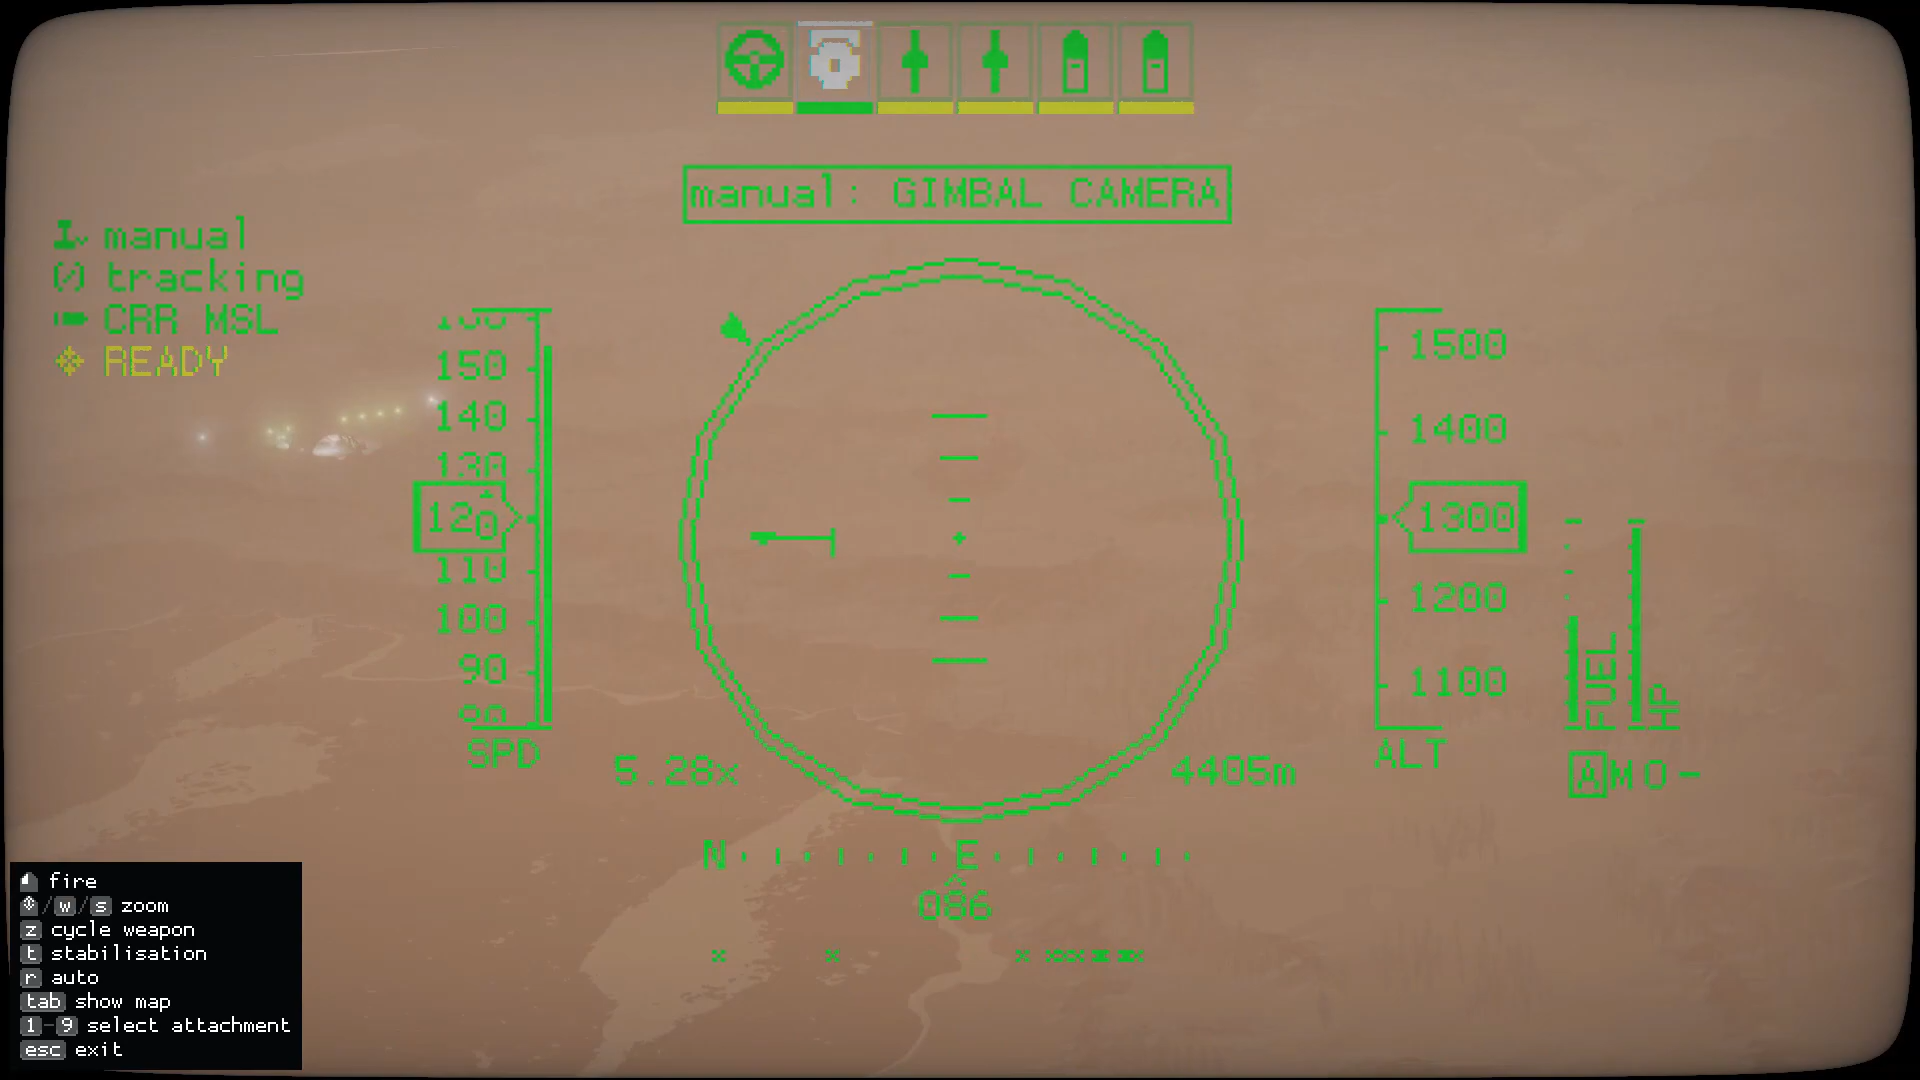 manual: GIMBAL CAMERA
manual
tracking
CRR MSL
READY
150
140
130
120
110
100
90
SPD
1500
1400
1300
1200
1100
ALT
FUEL
HP
AMO-
5.28x
4405m
N E
086
fire
/w/s zoom
z cycle weapon
t stabilisation
r auto
tab show map
1-9 select attachment
esc exit